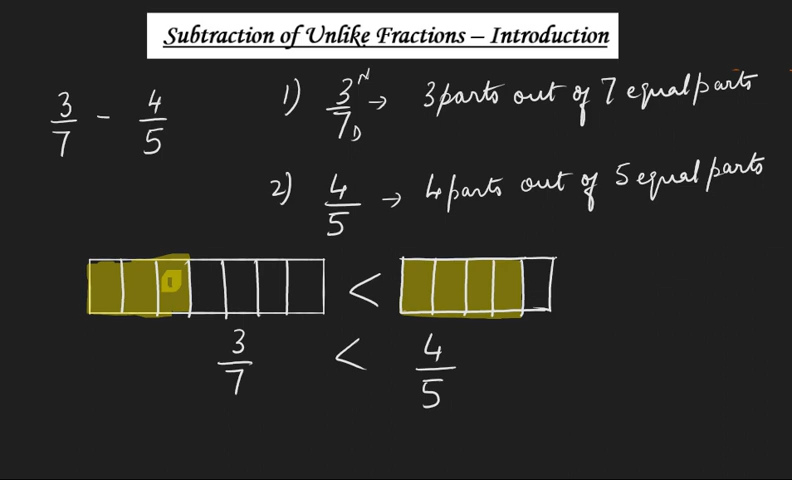 Subtraction of Unlike Fractions – Introduction
3/7 - 4/5
1) 3/7 N D → 3 parts out of 7 equal parts
2) 4/5 → 4 parts out of 5 equal parts
<
3/7 < 4/5